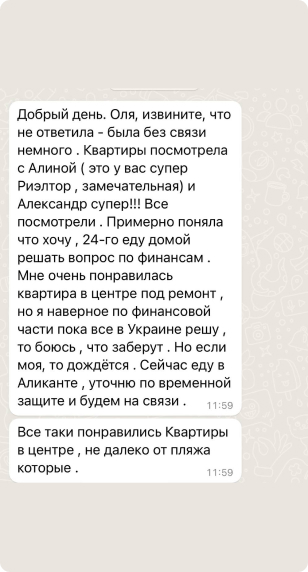 Добрый день. Оля, извините, что
не ответила - была без связи
немного . Квартиры посмотрела
с Алиной ( это у вас супер
Риэлтор , замечательная) и
Александр супер!!! Все
посмотрели . Примерно поняла
что хочу , 24-го еду домой
решать вопрос по финансам .
Мне очень понравилась
квартира в центре под ремонт ,
но я наверное по финансовой
части пока все в Украине решу ,
то боюсь , что заберут . Но если
моя, то дождётся . Сейчас еду в
Аликанте , уточню по временной
защите и будем на связи .
11:59
Все таки понравились Квартиры
в центре , не далеко от пляжа
которые .
11:59